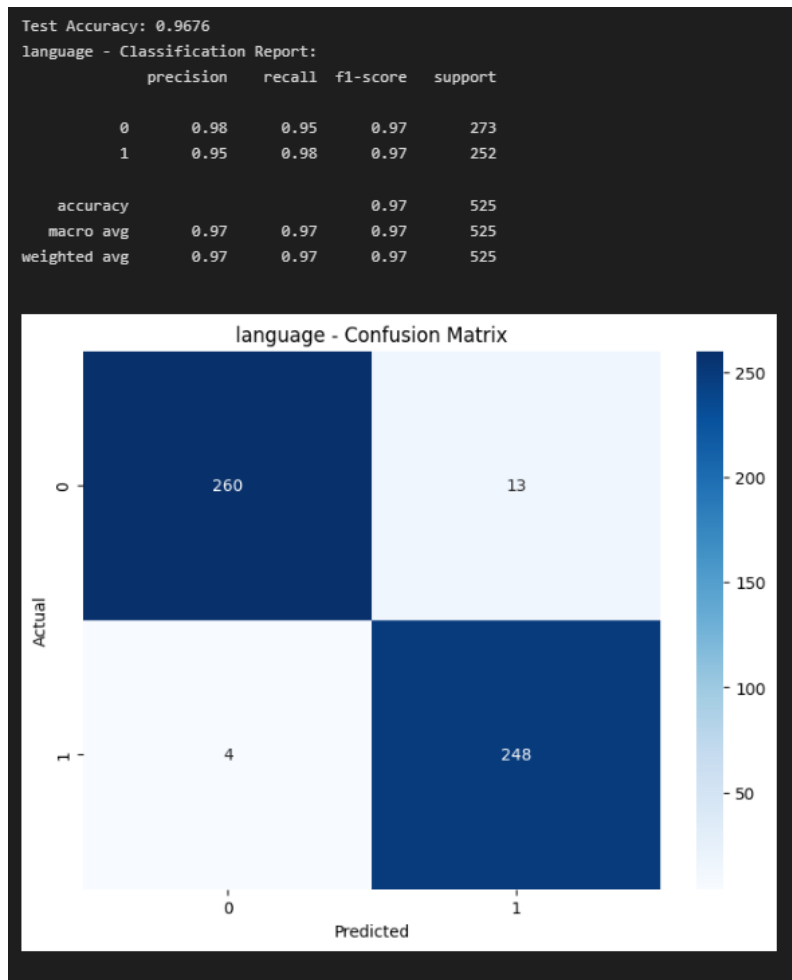 Test Accuracy: 0.9676
language - Classification Report:
precision recall f1-score support
0 0.98 0.95 0.97 273
1 0.95 0.98 0.97 252
accuracy 0.97 525
macro avg 0.97 0.97 0.97 525
weighted avg 0.97 0.97 0.97 525
language - Confusion Matrix
250
0 260 13
200
150
Actual
100
1 4 248
50
0 1
Predicted